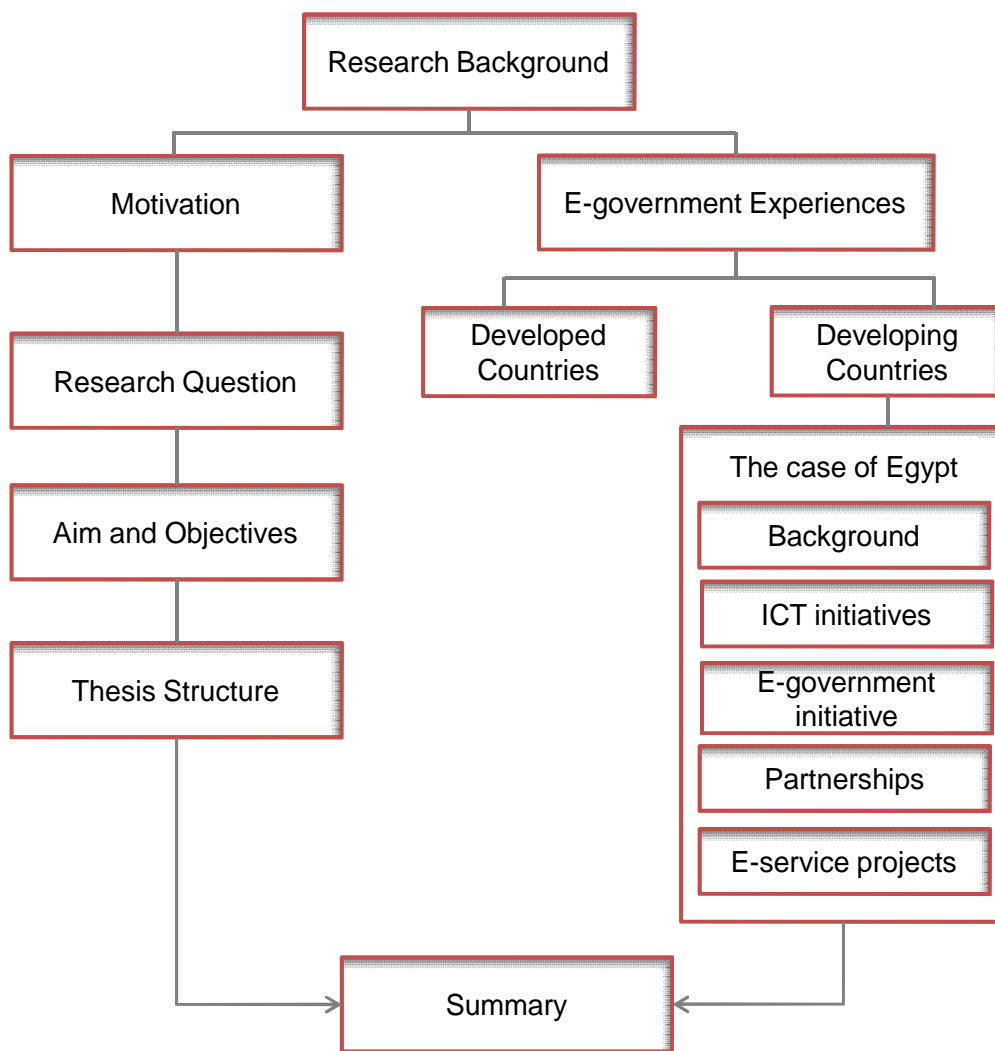 Research Background
Motivation
E-government Experiences
Developed
Countries
Developing
Countries
Research Question
The case of Egypt
Aim and Objectives
Background
ICT initiatives
Thesis Structure
E-government
initiative
Partnerships
E-service projects
Summary